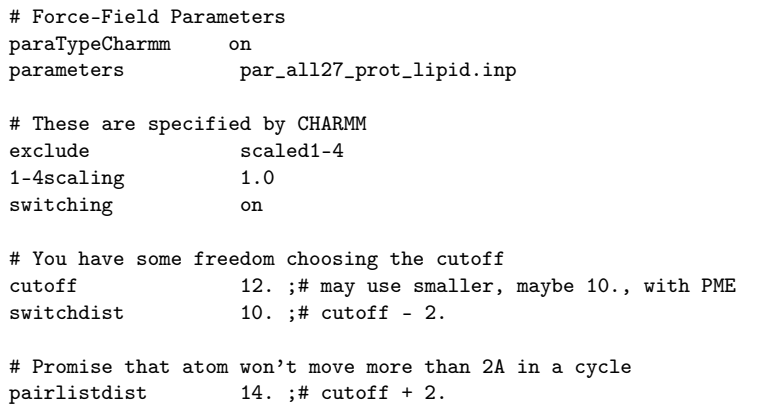 # Force-Field Parameters
paraTypeCharmm on
parameters par_all27_prot_lipid.inp
# These are specified by CHARMM
exclude scaled1-4
1-4scaling 1.0
switching on
# You have some freedom choosing the cutoff
cutoff 12. ;# may use smaller, maybe 10., with PME
switchdist 10. ;# cutoff - 2.
# Promise that atom won't move more than 2A in a cycle
pairlistdist 14. ;# cutoff + 2.